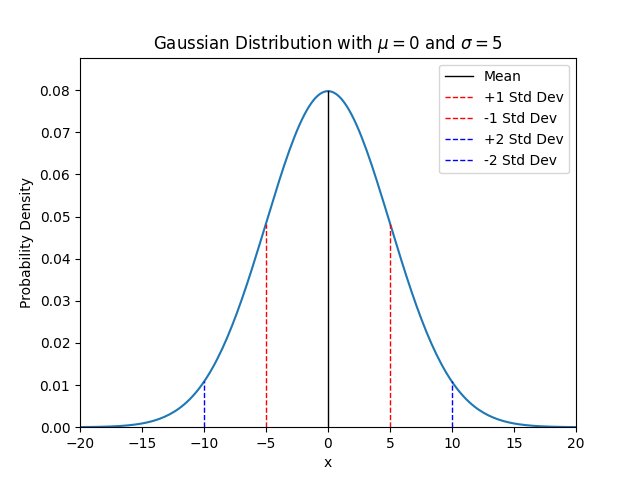 Gaussian Distribution with μ = 0 and σ = 5
Mean
+1 Std Dev
-1 Std Dev
+2 Std Dev
-2 Std Dev
Probability Density
0.08
0.07
0.06
0.05
0.04
0.03
0.02
0.01
0.00
−20 −15 −10 −5 0 5 10 15 20
x